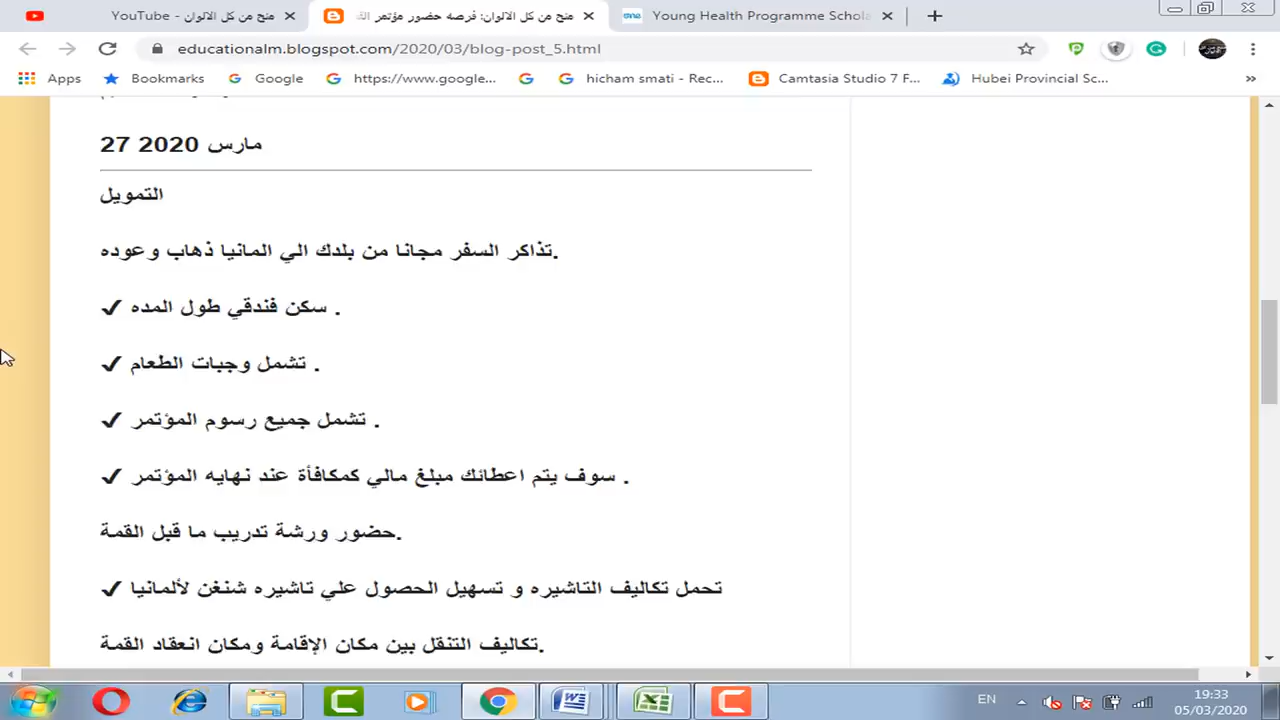 منح من كل الالوان - YouTube
منح من كل الالوان: فرصه حضور مؤتمر
Young Health Programme Schola
educationalm.blogspot.com/2020/03/blog-post_5.html
Apps
Bookmarks
Google
https://www.google...
hicham smati - Rec...
Camtasia Studio 7 F...
Hubei Provincial Sc...
»
27 مارس 2020
التمويل
تذاكر السفر مجانا من بلدك الي المانيا ذهاب وعوده.
✔ سكن فندقي طول المده .
✔ تشمل وجبات الطعام .
✔ تشمل جميع رسوم المؤتمر .
✔ سوف يتم اعطائك مبلغ مالي كمكافأة عند نهايه المؤتمر .
حضور ورشة تدريب ما قبل القمة.
✔ تحمل تكاليف التاشيره و تسهيل الحصول علي تاشيره شنغن لألمانيا
تكاليف التنقل بين مكان الإقامة ومكان انعقاد القمة.
EN
19:33
05/03/2020